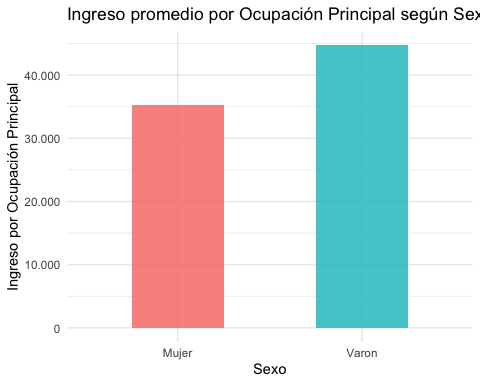 Ingreso promedio por Ocupación Principal según Sex
Ingreso por Ocupación Principal
40.000
30.000
20.000
10.000
0
Mujer
Varon
Sexo